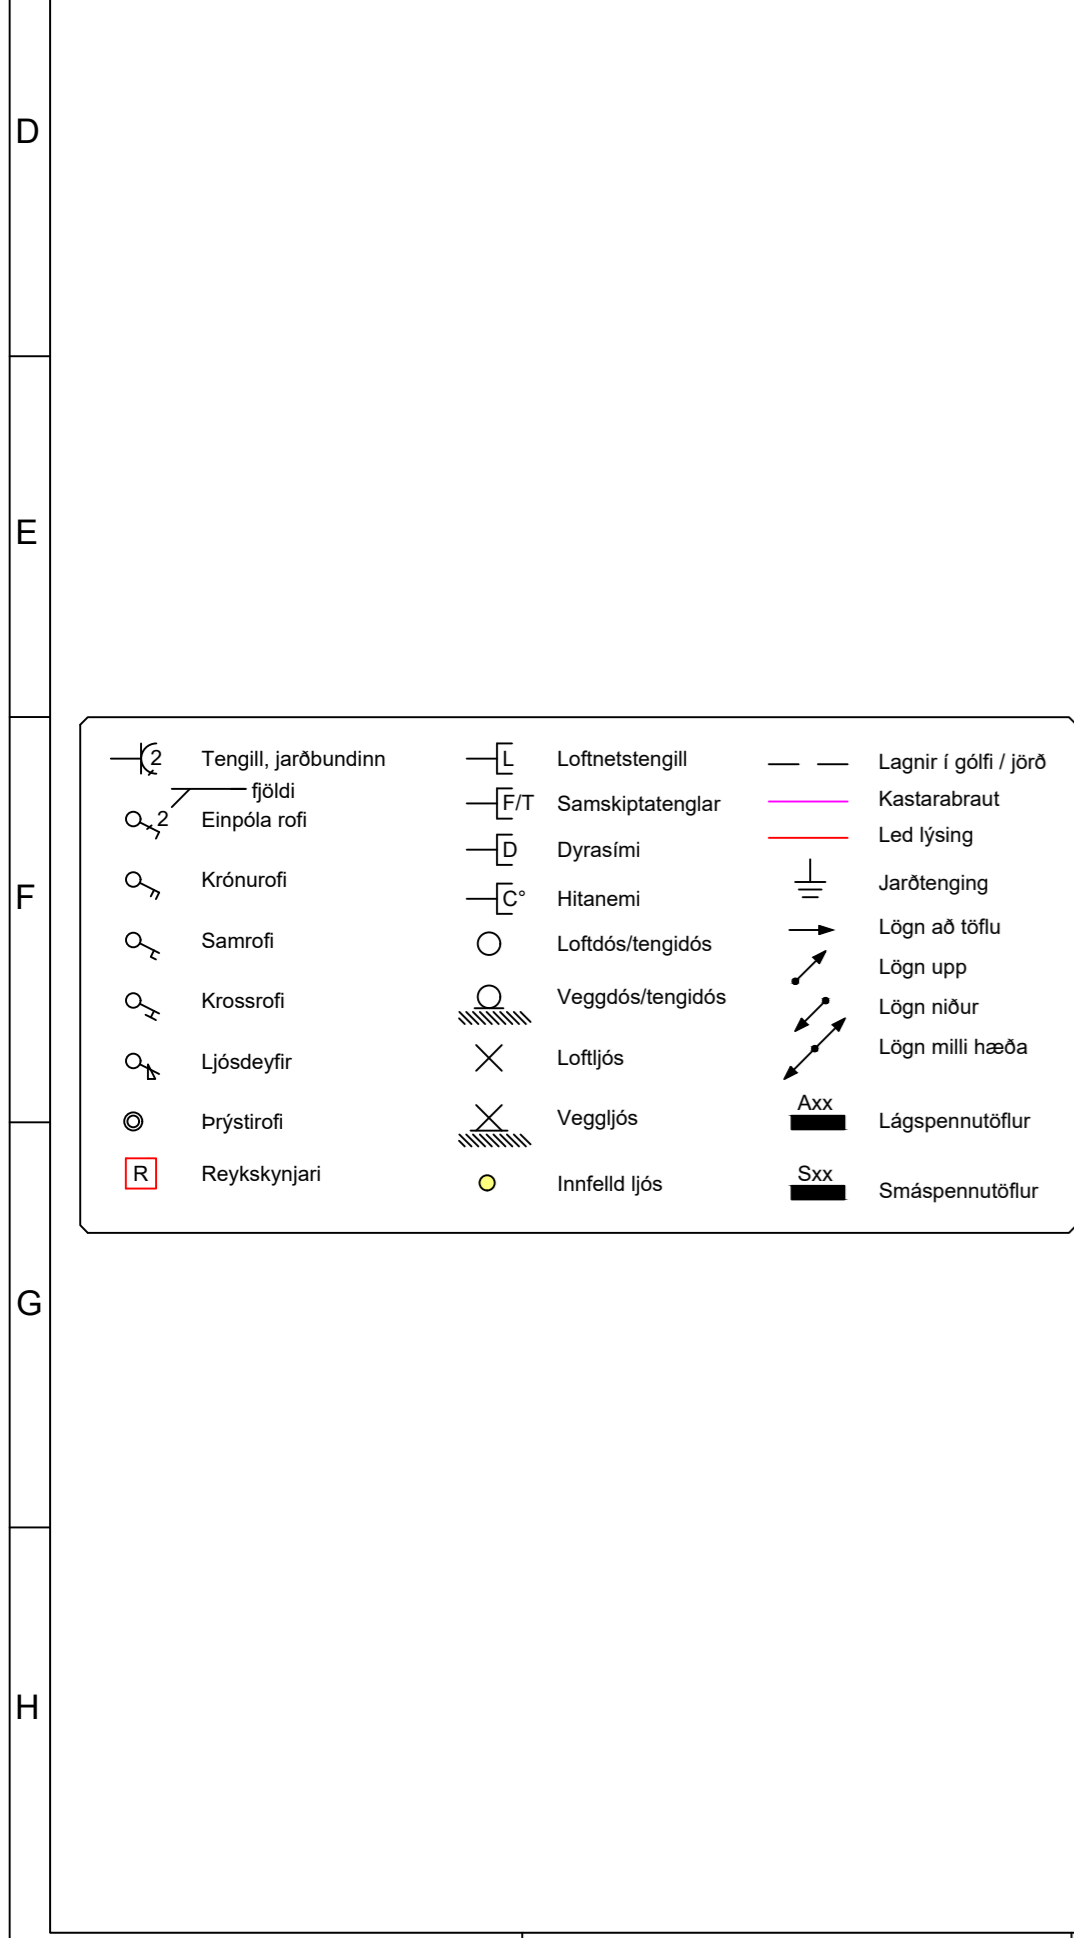 D
E
F
G
H
2 Tengill, jarðbundinn
fjöldi
2 Einpóla rofi
Krónurofi
Samrofi
Krossrofi
Ljósdeyfir
Þrýstirofi
R Reykskynjari
L Loftnetstengill
F/T Samskiptatenglar
D Dyrasími
C° Hitanemi
Loftdós/tengidós
Veggdós/tengidós
Loftljós
Veggljós
Innfelld ljós
Lagnir í gólfi / jörð
Kastarabraut
Led lýsing
Jarðtenging
Lögn að töflu
Lögn upp
Lögn niður
Lögn milli hæða
Axx
Lágspennutöflur
Sxx
Smáspennutöflur